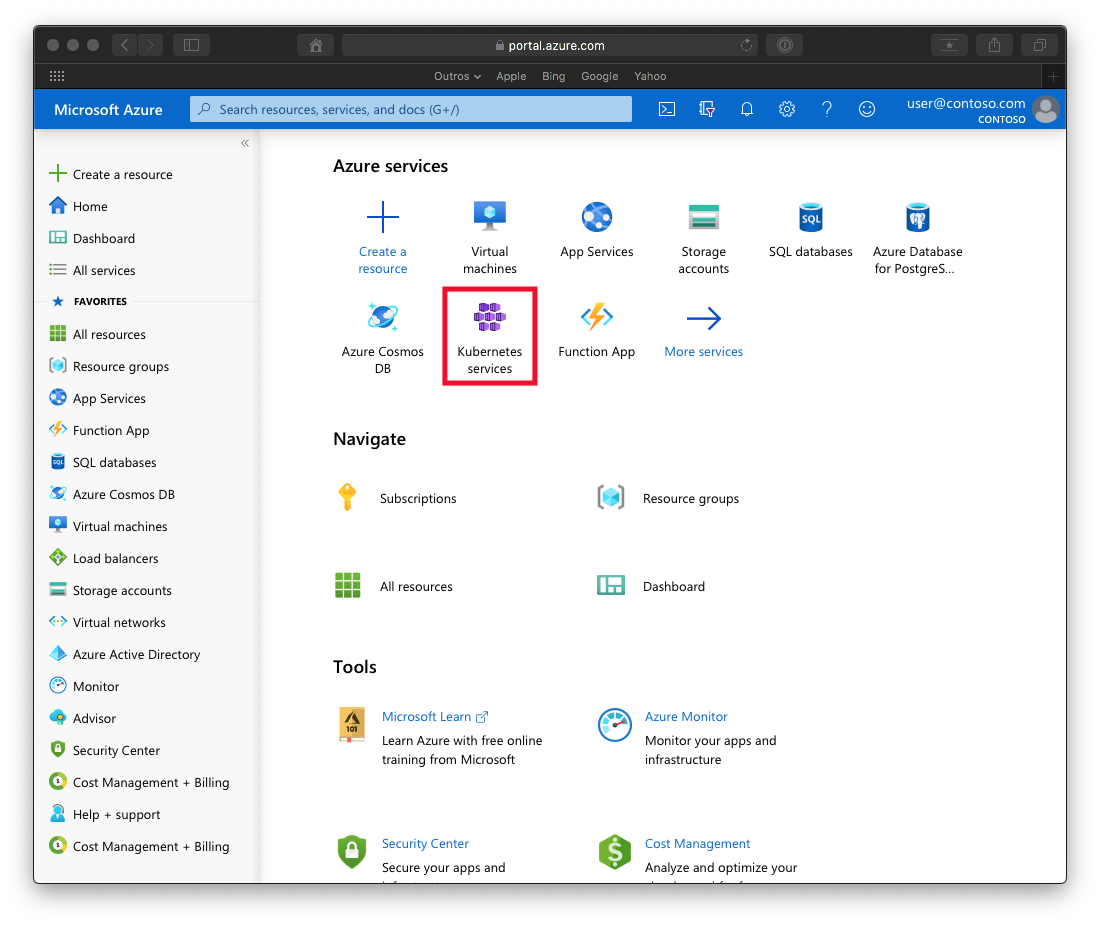 portal.azure.com
Outros Apple Bing Google Yahoo
Microsoft Azure
Search resources, services, and docs (G+/)
user@contoso.com
CONTOSO
«
Create a resource
Home
Dashboard
All services
FAVORITES
All resources
Resource groups
App Services
Function App
SQL databases
Azure Cosmos DB
Virtual machines
Load balancers
Storage accounts
Virtual networks
Azure Active Directory
Monitor
Advisor
Security Center
Cost Management + Billing
Help + support
Cost Management + Billing
Azure services
Create a
resource
Virtual
machines
App Services
Storage
accounts
SQL
SQL databases
Azure Database
for PostgreS...
Azure Cosmos
DB
Kubernetes
services
Function App
More services
Navigate
Subscriptions
Resource groups
All resources
Dashboard
Tools
101
Microsoft Learn
Learn Azure with free online
training from Microsoft
Azure Monitor
Monitor your apps and
infrastructure
Security Center
Secure your apps and
$
Cost Management
Analyze and optimize your